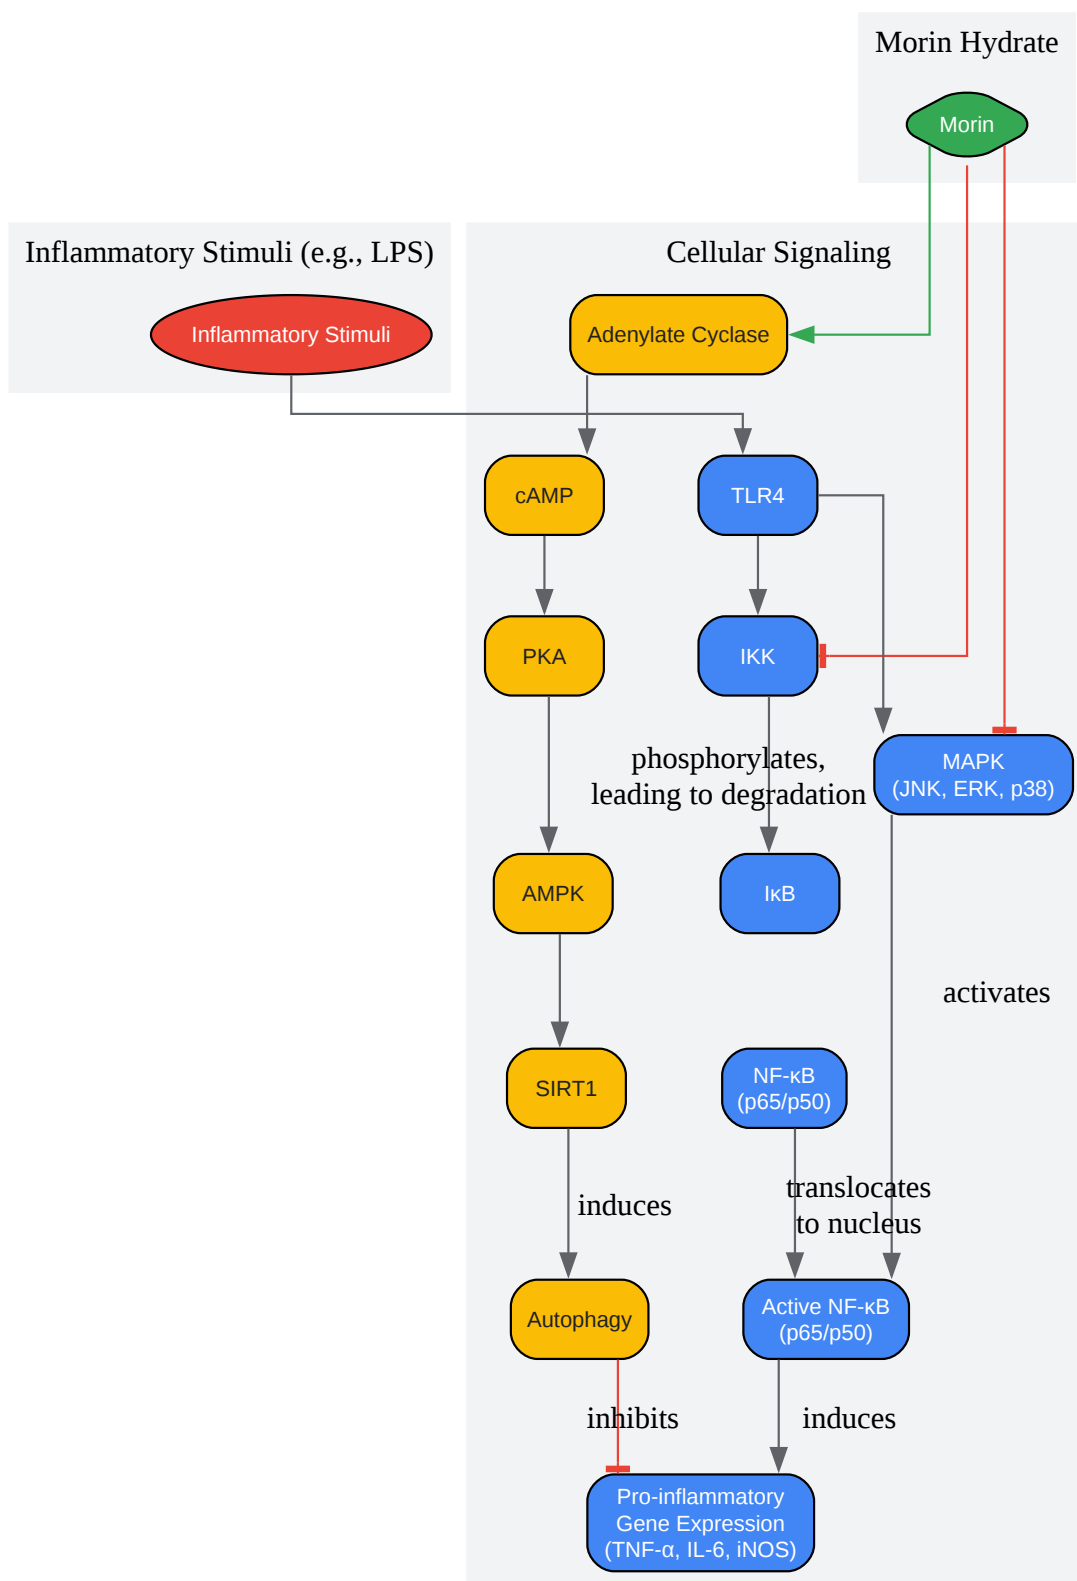 Morin Hydrate
Morin
Inflammatory Stimuli (e.g., LPS)
Cellular Signaling
Inflammatory Stimuli
Adenylate Cyclase
cAMP
TLR4
PKA
IKK
phosphorylates,
leading to degradation
MAPK
(JNK, ERK, p38)
AMPK
IκB
activates
SIRT1
NF-κB
(p65/p50)
induces
translocates
to nucleus
Autophagy
Active NF-κB
(p65/p50)
inhibits
induces
Pro-inflammatory
Gene Expression
(TNF-α, IL-6, iNOS)